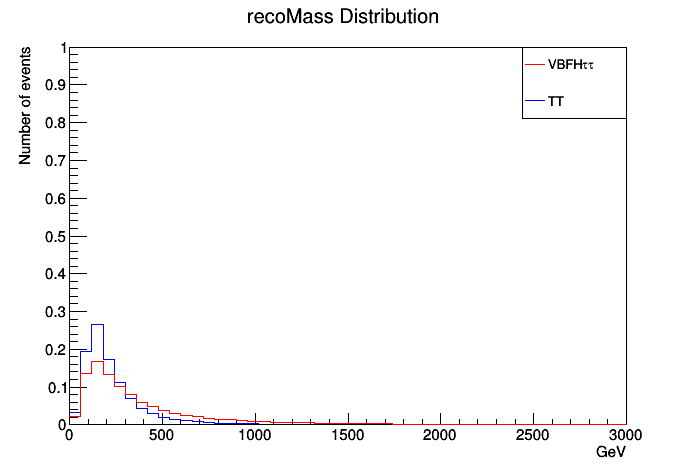 recoMass Distribution
Number of events
1
0.9
0.8
0.7
0.6
0.5
0.4
0.3
0.2
0.1
0
VBFHττ
TT
0 500 1000 1500 2000 2500 3000
GeV